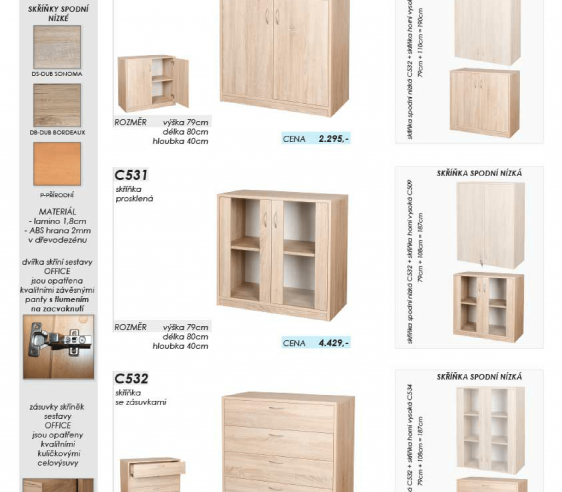 SKŘÍŇKY SPODNÍ
NÍZKÉ
DS-DUB SONOMA
DB-DUB BORDEAUX
P-PŘÍRODNÍ
MATERIÁL
- lamino 1,8cm
- ABS hrana 2mm
v dřevodezénu
dvířka skříní sestavy
OFFICE
jsou opatřena
kvalitními závěsnými
panty s tlumením
na zacvaknutí
zásuvky skříněk
sestavy
OFFICE
jsou opatřeny
kvalitními
kuličkovými
celovýsuvy
ROZMĚR výška 79cm
délka 80cm
hloubka 40cm
CENA 2.295,-
skříňka spodní nízká C532 + skříňka horní vysoká
79cm + 110cm = 190cm
C531
skříňka
prosklená
ROZMĚR výška 79cm
délka 80cm
hloubka 40cm
CENA 4.429,-
SKŘÍŇKA SPODNÍ NÍZKÁ
skříňka spodní nízká C532 + skříňka horní vysoká C509
79cm + 108cm = 187cm
C532
skříňka
se zásuvkami
SKŘÍŇKA SPODNÍ NÍZKÁ
C532 + skříňka horní vysoká C534
79cm + 108cm = 187cm